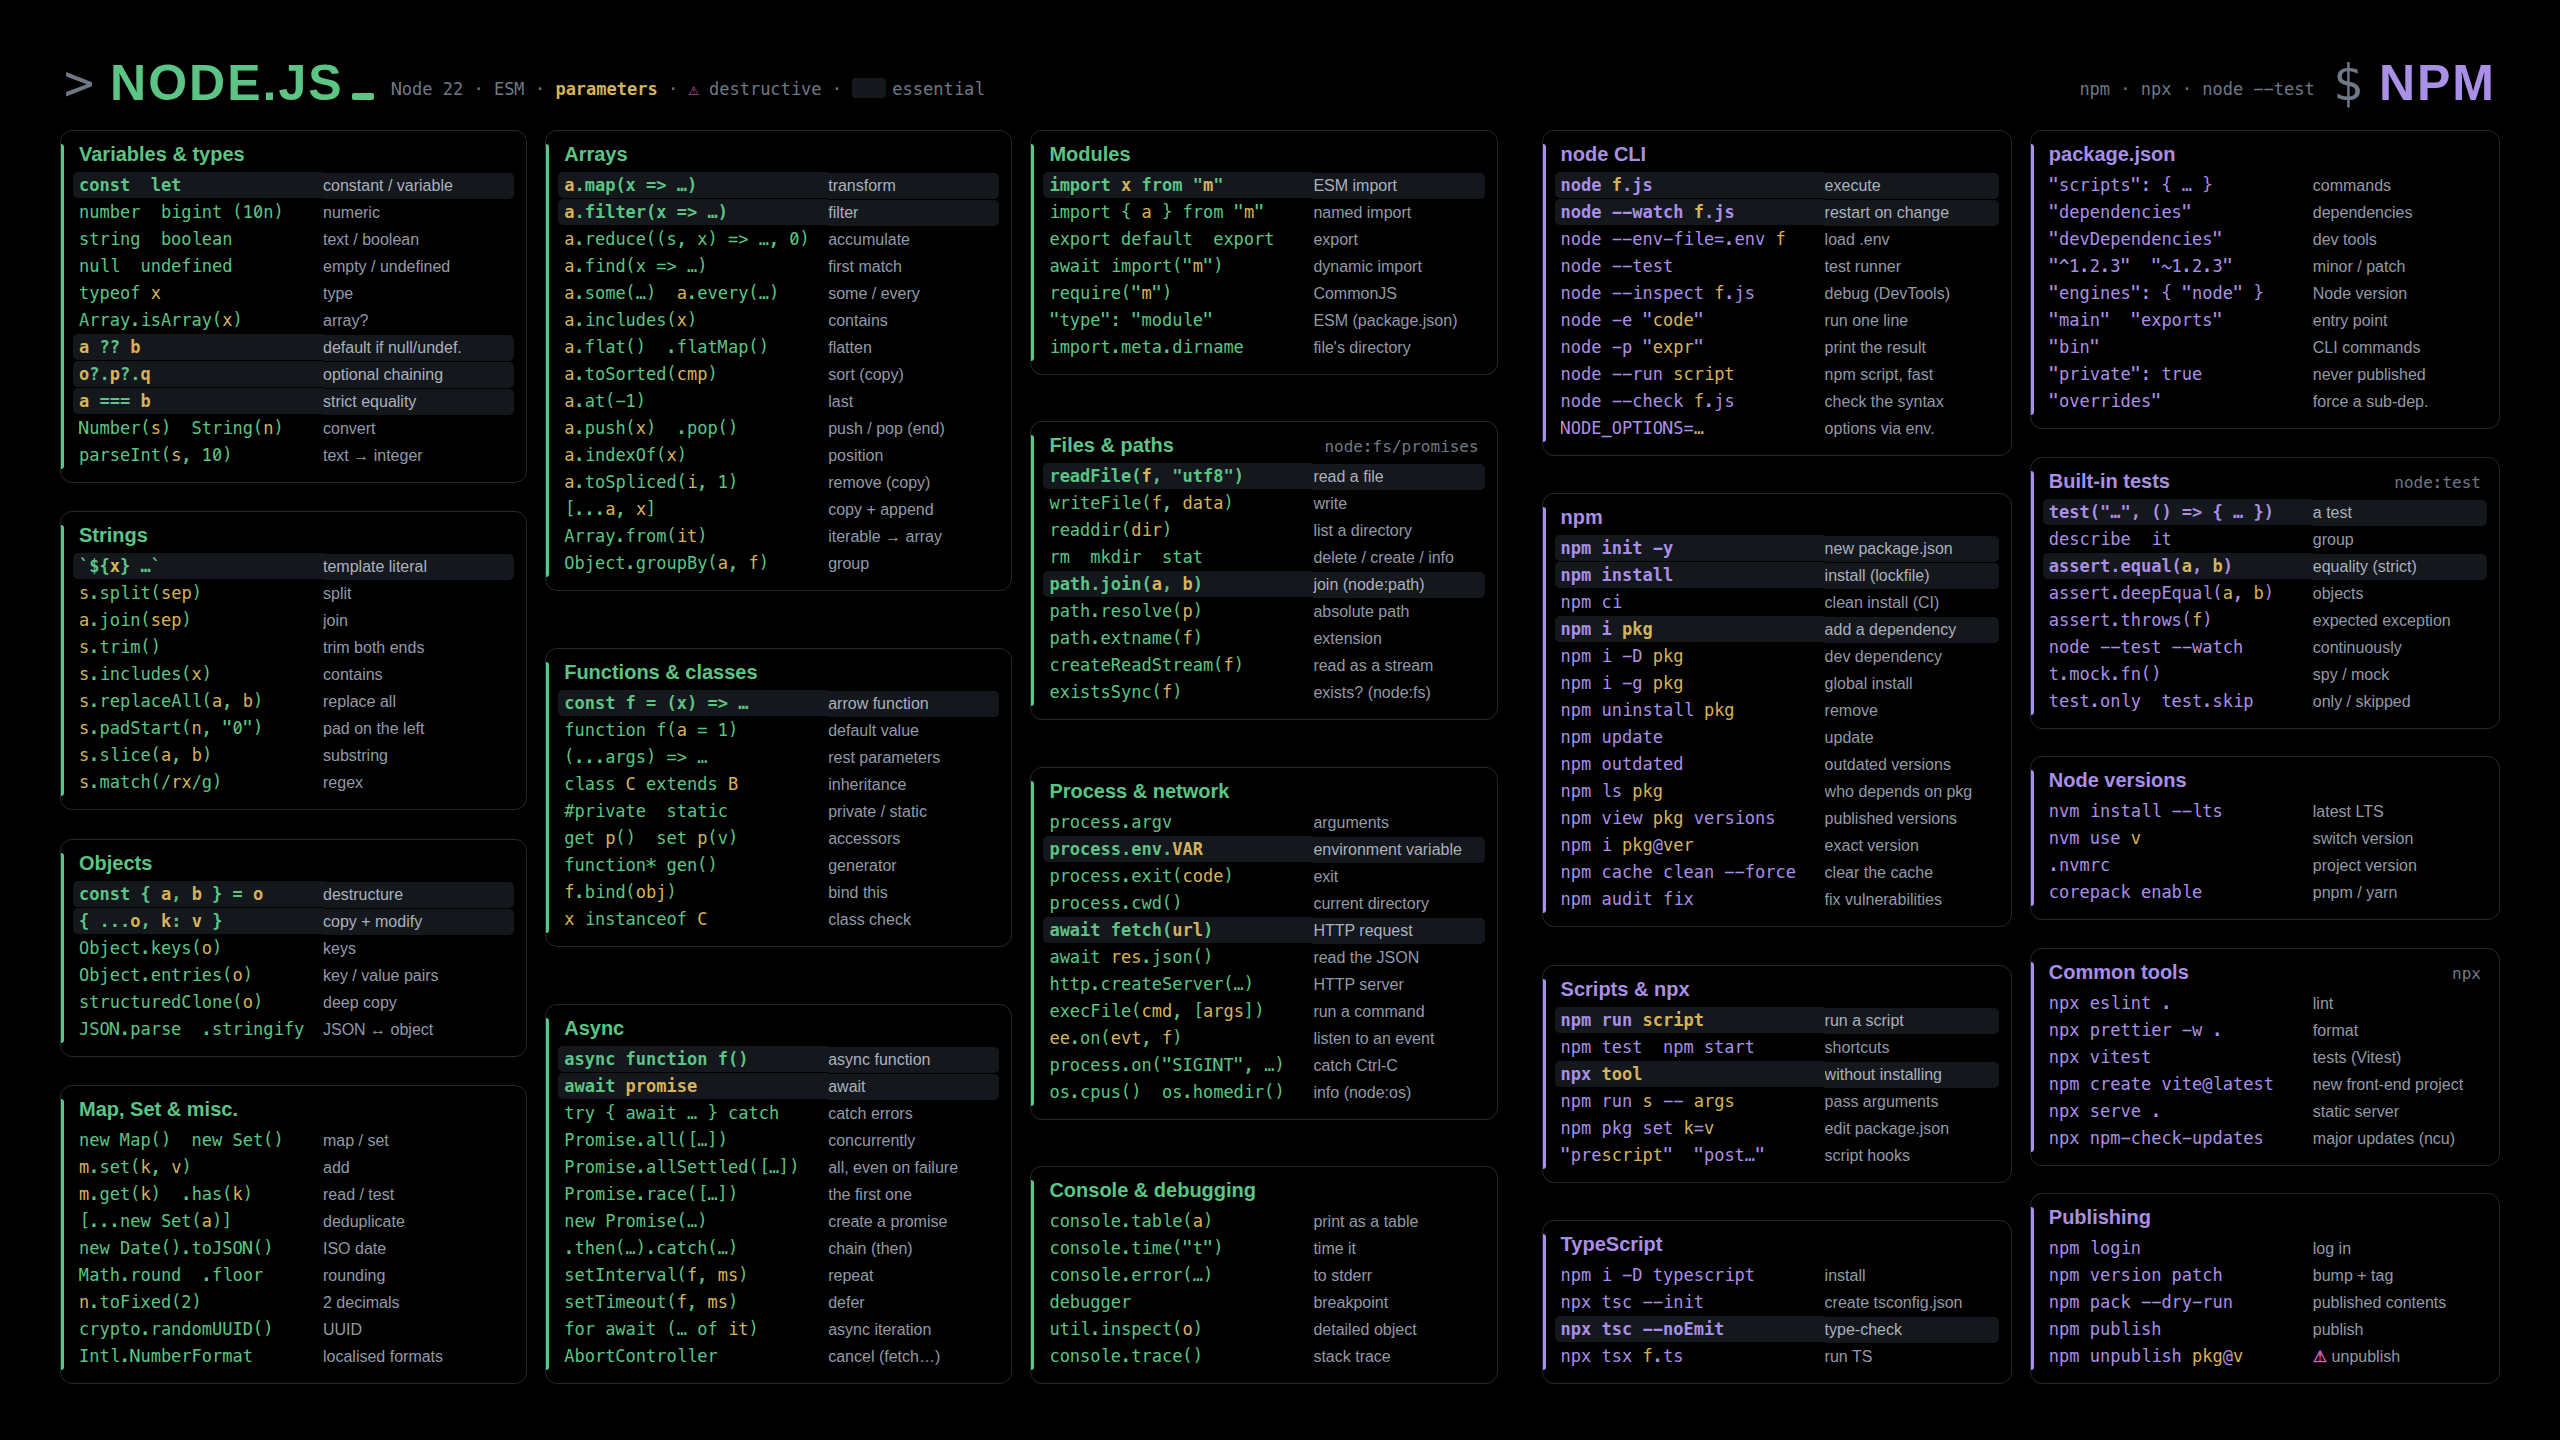 > NODE.JS_ Node 22 · ESM · parameters · ⚠ destructive · essential
npm · npx · node --test $ NPM
Variables & types
const  let constant / variable
number  bigint (10n) numeric
string  boolean text / boolean
null  undefined empty / undefined
typeof x type
Array.isArray(x) array?
a ?? b default if null/undef.
o?.p?.q optional chaining
a === b strict equality
Number(s)  String(n) convert
parseInt(s, 10) text → integer
Strings
`${x} …` template literal
s.split(sep) split
a.join(sep) join
s.trim() trim both ends
s.includes(x) contains
s.replaceAll(a, b) replace all
s.padStart(n, "0") pad on the left
s.slice(a, b) substring
s.match(/rx/g) regex
Objects
const { a, b } = o destructure
{ ...o, k: v } copy + modify
Object.keys(o) keys
Object.entries(o) key / value pairs
structuredClone(o) deep copy
JSON.parse  .stringify JSON ↔ object
Map, Set & misc.
new Map()  new Set() map / set
m.set(k, v) add
m.get(k)  .has(k) read / test
[...new Set(a)] deduplicate
new Date().toJSON() ISO date
Math.round  .floor rounding
n.toFixed(2) 2 decimals
crypto.randomUUID() UUID
Intl.NumberFormat localised formats
Arrays
a.map(x => …) transform
a.filter(x => …) filter
a.reduce((s, x) => …, 0) accumulate
a.find(x => …) first match
a.some(…)  a.every(…) some / every
a.includes(x) contains
a.flat()  .flatMap() flatten
a.toSorted(cmp) sort (copy)
a.at(-1) last
a.push(x)  .pop() push / pop (end)
a.indexOf(x) position
a.toSpliced(i, 1) remove (copy)
[...a, x] copy + append
Array.from(it) iterable → array
Object.groupBy(a, f) group
Functions & classes
const f = (x) => … arrow function
function f(a = 1) default value
(...args) => … rest parameters
class C extends B inheritance
#private  static private / static
get p()  set p(v) accessors
function* gen() generator
f.bind(obj) bind this
x instanceof C class check
Async
async function f() async function
await promise await
try { await … } catch catch errors
Promise.all([…]) concurrently
Promise.allSettled([…]) all, even on failure
Promise.race([…]) the first one
new Promise(…) create a promise
.then(…).catch(…) chain (then)
setInterval(f, ms) repeat
setTimeout(f, ms) defer
for await (… of it) async iteration
AbortController cancel (fetch…)
Modules
import x from "m" ESM import
import { a } from "m" named import
export default  export export
await import("m") dynamic import
require("m") CommonJS
"type": "module" ESM (package.json)
import.meta.dirname file's directory
Files & paths node:fs/promises
readFile(f, "utf8") read a file
writeFile(f, data) write
readdir(dir) list a directory
rm  mkdir  stat delete / create / info
path.join(a, b) join (node:path)
path.resolve(p) absolute path
path.extname(f) extension
createReadStream(f) read as a stream
existsSync(f) exists? (node:fs)
Process & network
process.argv arguments
process.env.VAR environment variable
process.exit(code) exit
process.cwd() current directory
await fetch(url) HTTP request
await res.json() read the JSON
http.createServer(…) HTTP server
execFile(cmd, [args]) run a command
ee.on(evt, f) listen to an event
process.on("SIGINT", …) catch Ctrl-C
os.cpus()  os.homedir() info (node:os)
Console & debugging
console.table(a) print as a table
console.time("t") time it
console.error(…) to stderr
debugger breakpoint
util.inspect(o) detailed object
console.trace() stack trace
node CLI
node f.js execute
node --watch f.js restart on change
node --env-file=.env f load .env
node --test test runner
node --inspect f.js debug (DevTools)
node -e "code" run one line
node -p "expr" print the result
node --run script npm script, fast
node --check f.js check the syntax
NODE_OPTIONS=… options via env.
npm
npm init -y new package.json
npm install install (lockfile)
npm ci clean install (CI)
npm i pkg add a dependency
npm i -D pkg dev dependency
npm i -g pkg global install
npm uninstall pkg remove
npm update update
npm outdated outdated versions
npm ls pkg who depends on pkg
npm view pkg versions published versions
npm i pkg@ver exact version
npm cache clean --force clear the cache
npm audit fix fix vulnerabilities
Scripts & npx
npm run script run a script
npm test  npm start shortcuts
npx tool without installing
npm run s -- args pass arguments
npm pkg set k=v edit package.json
"prescript"  "post…" script hooks
TypeScript
npm i -D typescript install
npx tsc --init create tsconfig.json
npx tsc --noEmit type-check
npx tsx f.ts run TS
package.json
"scripts": { … } commands
"dependencies" dependencies
"devDependencies" dev tools
"^1.2.3"  "~1.2.3" minor / patch
"engines": { "node" } Node version
"main"  "exports" entry point
"bin" CLI commands
"private": true never published
"overrides" force a sub-dep.
Built-in tests node:test
test("…", () => { … }) a test
describe  it group
assert.equal(a, b) equality (strict)
assert.deepEqual(a, b) objects
assert.throws(f) expected exception
node --test --watch continuously
t.mock.fn() spy / mock
test.only  test.skip only / skipped
Node versions
nvm install --lts latest LTS
nvm use v switch version
.nvmrc project version
corepack enable pnpm / yarn
Common tools npx
npx eslint . lint
npx prettier -w . format
npx vitest tests (Vitest)
npm create vite@latest new front-end project
npx serve . static server
npx npm-check-updates major updates (ncu)
Publishing
npm login log in
npm version patch bump + tag
npm pack --dry-run published contents
npm publish publish
npm unpublish pkg@v ⚠ unpublish